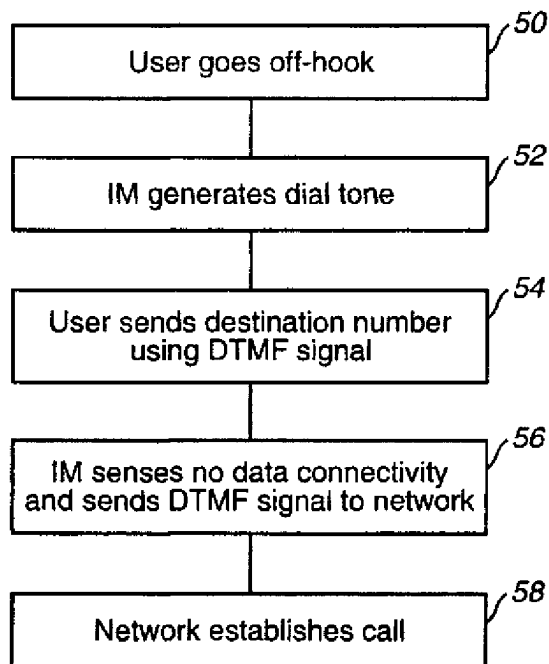 50
User goes off-hook
52
IM generates dial tone
54
User sends destination number
using DTMF signal
56
IM senses no data connectivity
and sends DTMF signal to network
58
Network establishes call